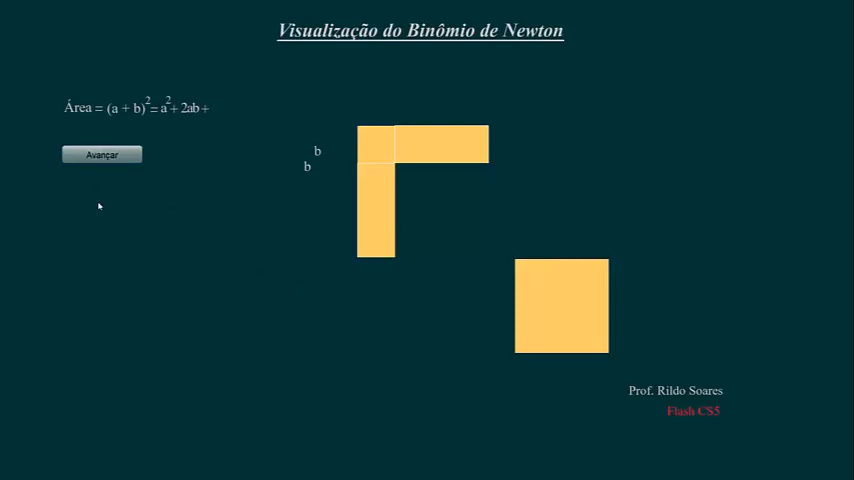 Visualização do Binômio de Newton
Área = (a + b)²= a²+ 2ab +
Avançar
b
b
Prof. Rildo Soares
Flash CS5